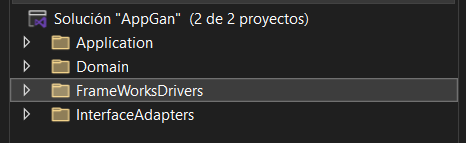 Solución "AppGan" (2 de 2 proyectos)
Application
Domain
FrameWorksDrivers
InterfaceAdapters